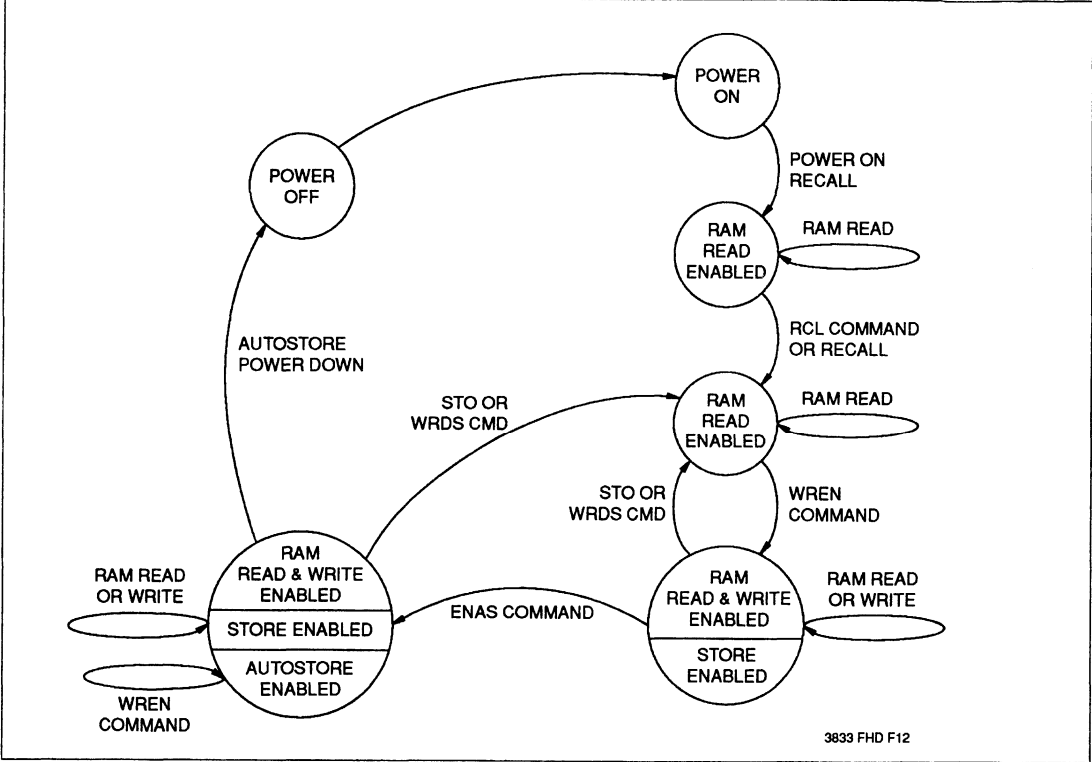 POWER
ON
POWER
OFF
POWER ON
RECALL
RAM
READ
ENABLED
RAM READ
RCL COMMAND
OR RECALL
AUTOSTORE
POWER DOWN
STO OR
WRDS CMD
RAM
READ
ENABLED
RAM READ
STO OR
WRDS CMD
WREN
COMMAND
RAM
READ & WRITE
ENABLED
STORE ENABLED
AUTOSTORE
ENABLED
RAM READ
OR WRITE
WREN
COMMAND
ENAS COMMAND
RAM
READ & WRITE
ENABLED
STORE
ENABLED
RAM READ
OR WRITE
3833 FHD F12